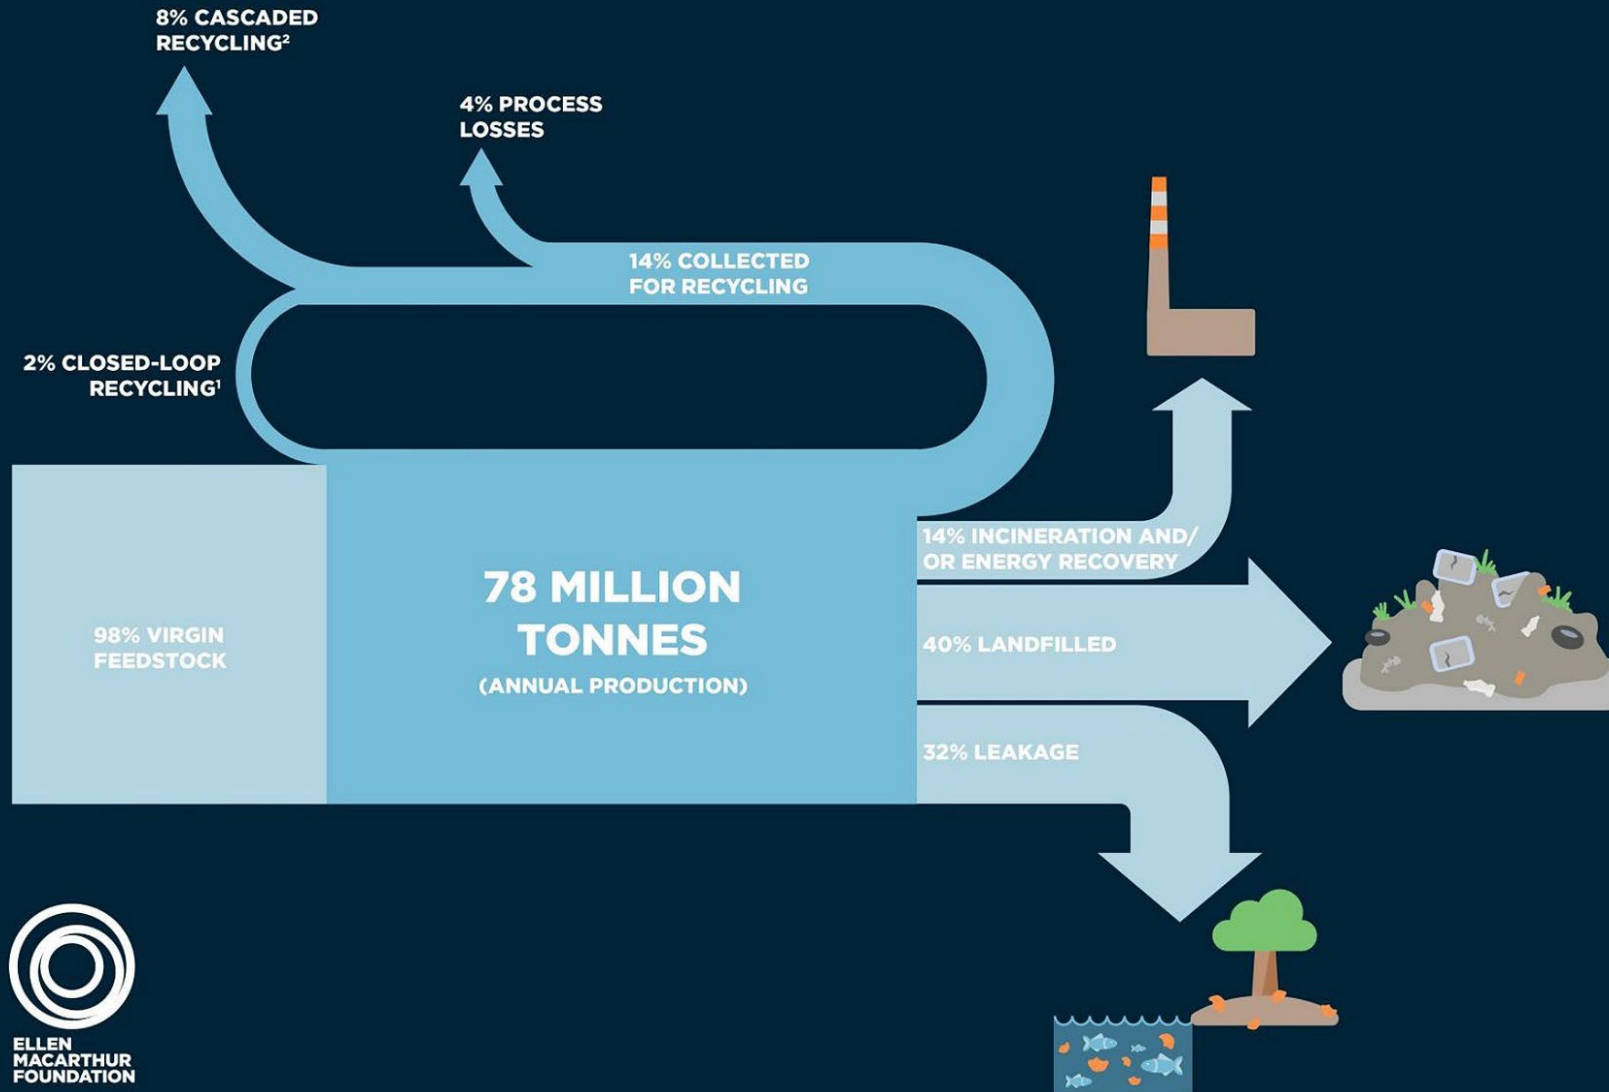 8% CASCADED
RECYCLING²
4% PROCESS
LOSSES
14% COLLECTED
FOR RECYCLING
2% CLOSED-LOOP
RECYCLING¹
98% VIRGIN
FEEDSTOCK
78 MILLION
TONNES
(ANNUAL PRODUCTION)
14% INCINERATION AND/
OR ENERGY RECOVERY
40% LANDFILLED
32% LEAKAGE
ELLEN
MACARTHUR
FOUNDATION